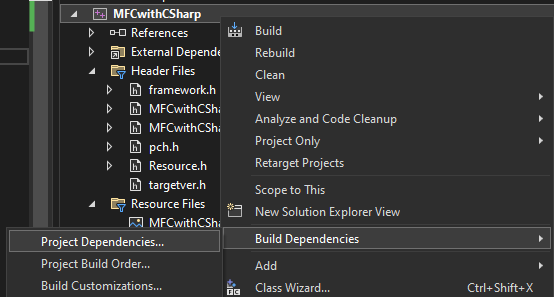 MFCwithCSharp
References
External Depende
Header Files
framework.h
MFCwithCSha
MFCwithCSha
pch.h
Resource.h
targetver.h
Resource Files
MFCwithCSha
Build
Rebuild
Clean
View
Analyze and Code Cleanup
Project Only
Retarget Projects
Scope to This
New Solution Explorer View
Build Dependencies
Add
Class Wizard... Ctrl+Shift+X
Project Dependencies...
Project Build Order...
Build Customizations...